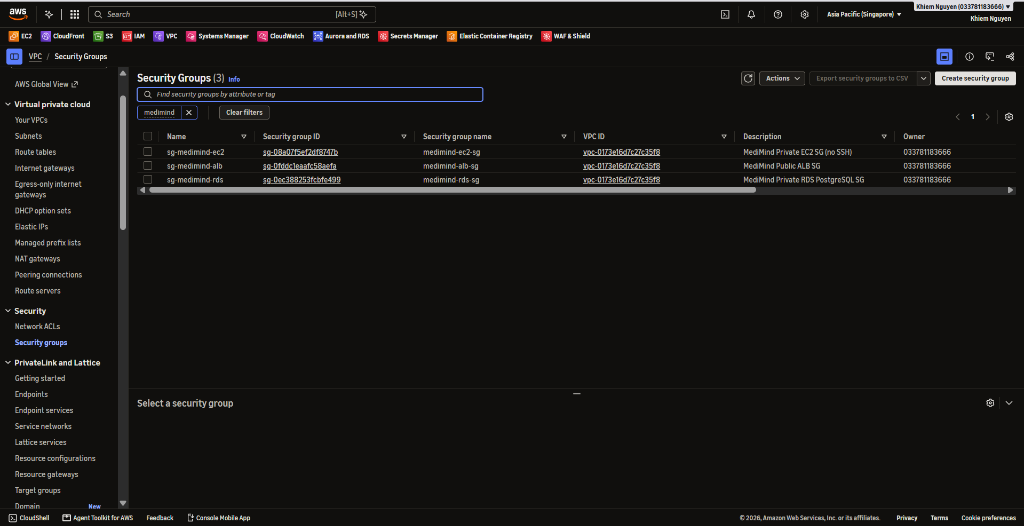 Khiem Nguyen (033781183666) ▼
aws
Search
[Alt+S]
Asia Pacific (Singapore) ▼
Khiem Nguyen
EC2
CloudFront
S3
IAM
VPC
Systems Manager
CloudWatch
Aurora and RDS
Secrets Manager
Elastic Container Registry
WAF & Shield
VPC / Security Groups
AWS Global View
Virtual private cloud
Your VPCs
Subnets
Route tables
Internet gateways
Egress-only internet
gateways
DHCP option sets
Elastic IPs
Managed prefix lists
NAT gateways
Peering connections
Route servers
Security
Network ACLs
Security groups
PrivateLink and Lattice
Getting started
Endpoints
Endpoint services
Service networks
Lattice services
Resource configurations
Resource gateways
Target groups
Domain New
Security Groups (3) Info
Actions
Export security groups to CSV
Create security group
Find security groups by attribute or tag
medimind
Clear filters
1
Name Security group ID Security group name VPC ID Description Owner
sg-medimind-ec2 sg-08a07f5ef2df8747b medimind-ec2-sg vpc-0173e16d7c27c35f8 MediMind Private EC2 SG (no SSH) 033781183666
sg-medimind-alb sg-0fddc1eaafc58aefa medimind-alb-sg vpc-0173e16d7c27c35f8 MediMind Public ALB SG 033781183666
sg-medimind-rds sg-0ec388253fcbfe499 medimind-rds-sg vpc-0173e16d7c27c35f8 MediMind Private RDS PostgreSQL SG 033781183666
Select a security group
CloudShell
Agent Toolkit for AWS
Feedback
Console Mobile App
© 2026, Amazon Web Services, Inc. or its affiliates.
Privacy
Terms
Cookie preferences